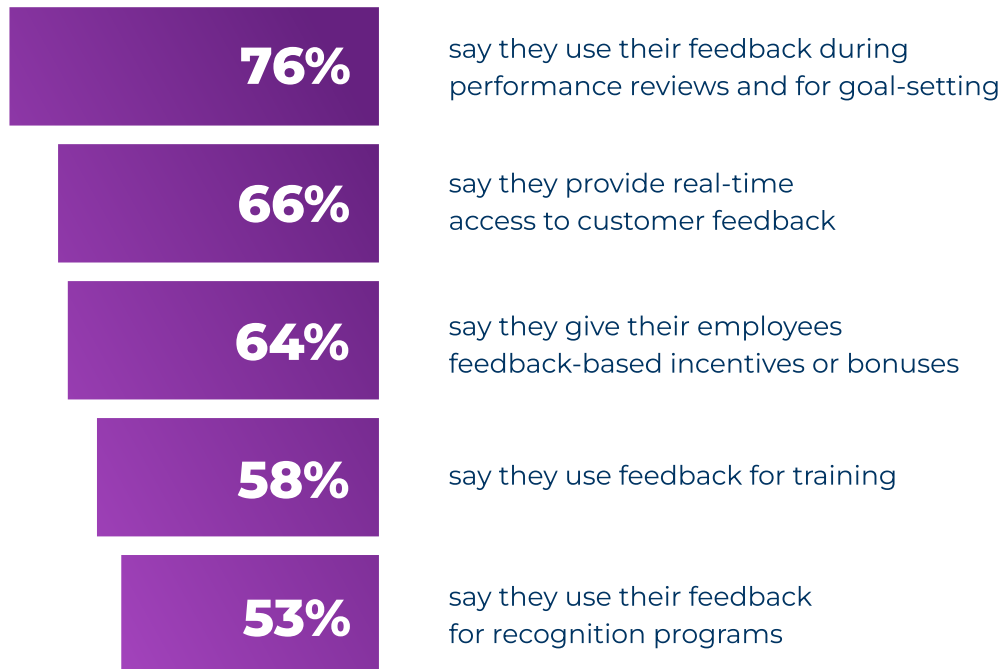 76%
say they use their feedback during
performance reviews and for goal-setting
66%
say they provide real-time
access to customer feedback
64%
say they give their employees
feedback-based incentives or bonuses
58%
say they use feedback for training
53%
say they use their feedback
for recognition programs